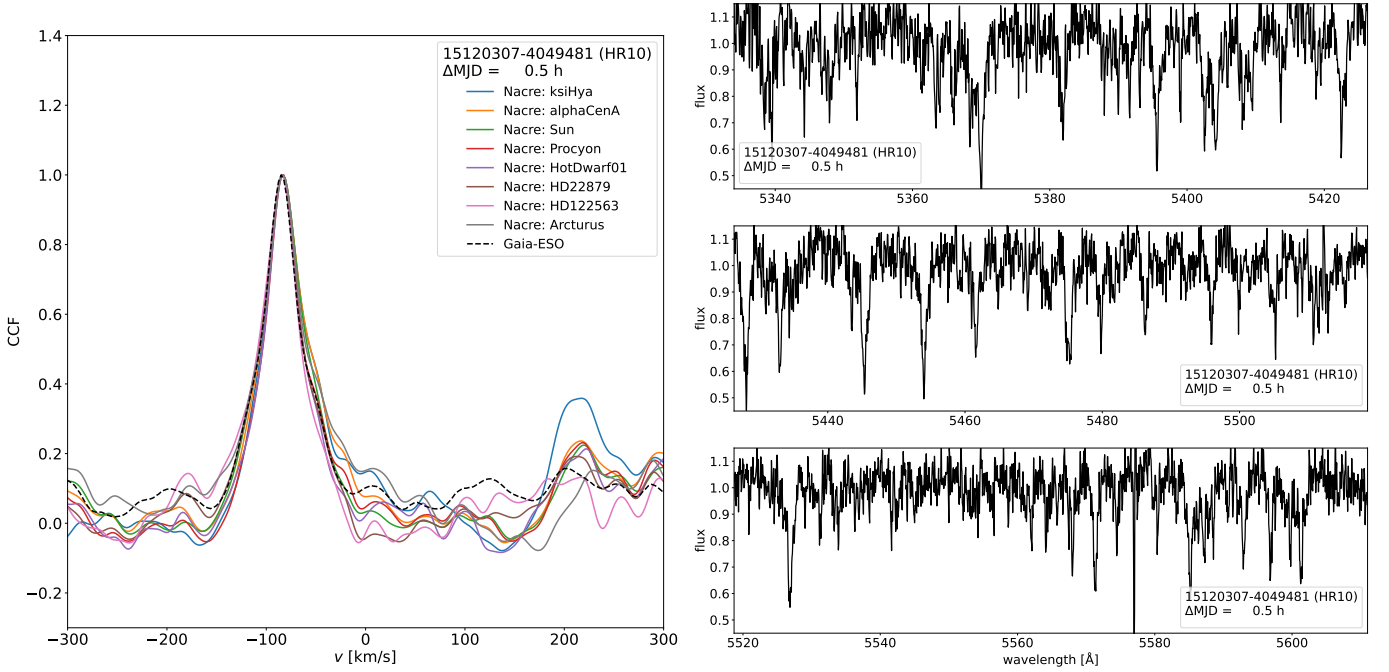 1.4
1.2
1.0
0.8
0.6
0.4
0.2
0.0
−0.2
CCF
−300
−200
−100
0
100
200
300
v [km/s]
15120307-4049481 (HR10)
ΔMJD = 0.5 h
Nacre: ksiHya
Nacre: alphaCenA
Nacre: Sun
Nacre: Procyon
Nacre: HotDwarf01
Nacre: HD22879
Nacre: HD122563
Nacre: Arcturus
Gaia-ESO
1.1
1.0
0.9
0.8
0.7
0.6
0.5
flux
15120307-4049481 (HR10)
ΔMJD = 0.5 h
5340
5360
5380
5400
5420
1.1
1.0
0.9
0.8
0.7
0.6
0.5
flux
15120307-4049481 (HR10)
ΔMJD = 0.5 h
5440
5460
5480
5500
1.1
1.0
0.9
0.8
0.7
0.6
0.5
flux
15120307-4049481 (HR10)
ΔMJD = 0.5 h
5520
5540
5560
5580
5600
wavelength [Å]